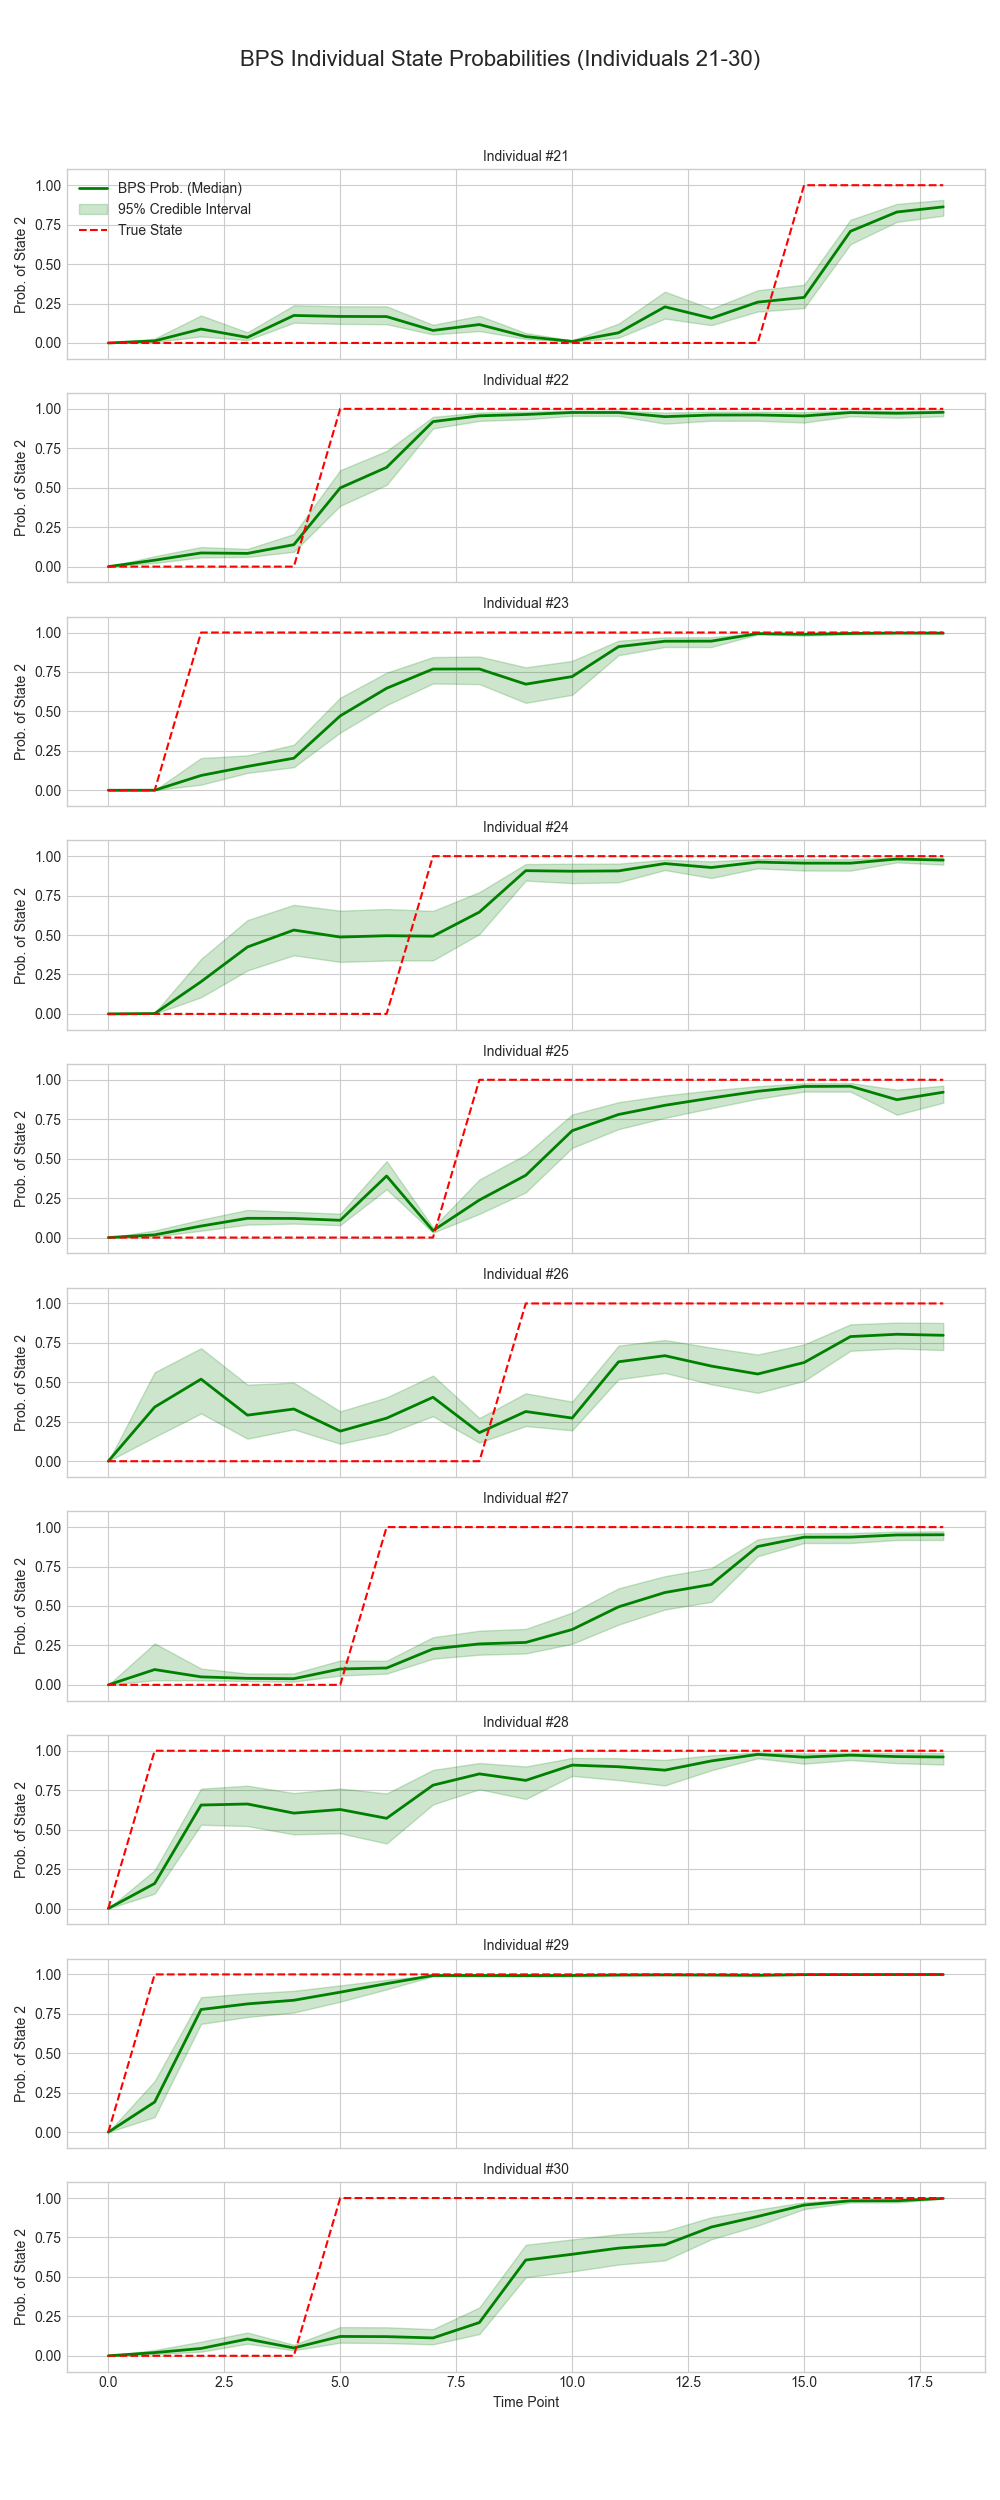 BPS Individual State Probabilities (Individuals 21-30)
Individual #21
BPS Prob. (Median)
95% Credible Interval
True State
1.00
0.75
0.50
0.25
0.00
Prob. of State 2
Individual #22
1.00
0.75
0.50
0.25
0.00
Prob. of State 2
Individual #23
1.00
0.75
0.50
0.25
0.00
Prob. of State 2
Individual #24
1.00
0.75
0.50
0.25
0.00
Prob. of State 2
Individual #25
1.00
0.75
0.50
0.25
0.00
Prob. of State 2
Individual #26
1.00
0.75
0.50
0.25
0.00
Prob. of State 2
Individual #27
1.00
0.75
0.50
0.25
0.00
Prob. of State 2
Individual #28
1.00
0.75
0.50
0.25
0.00
Prob. of State 2
Individual #29
1.00
0.75
0.50
0.25
0.00
Prob. of State 2
Individual #30
1.00
0.75
0.50
0.25
0.00
Prob. of State 2
0.0 2.5 5.0 7.5 10.0 12.5 15.0 17.5
Time Point